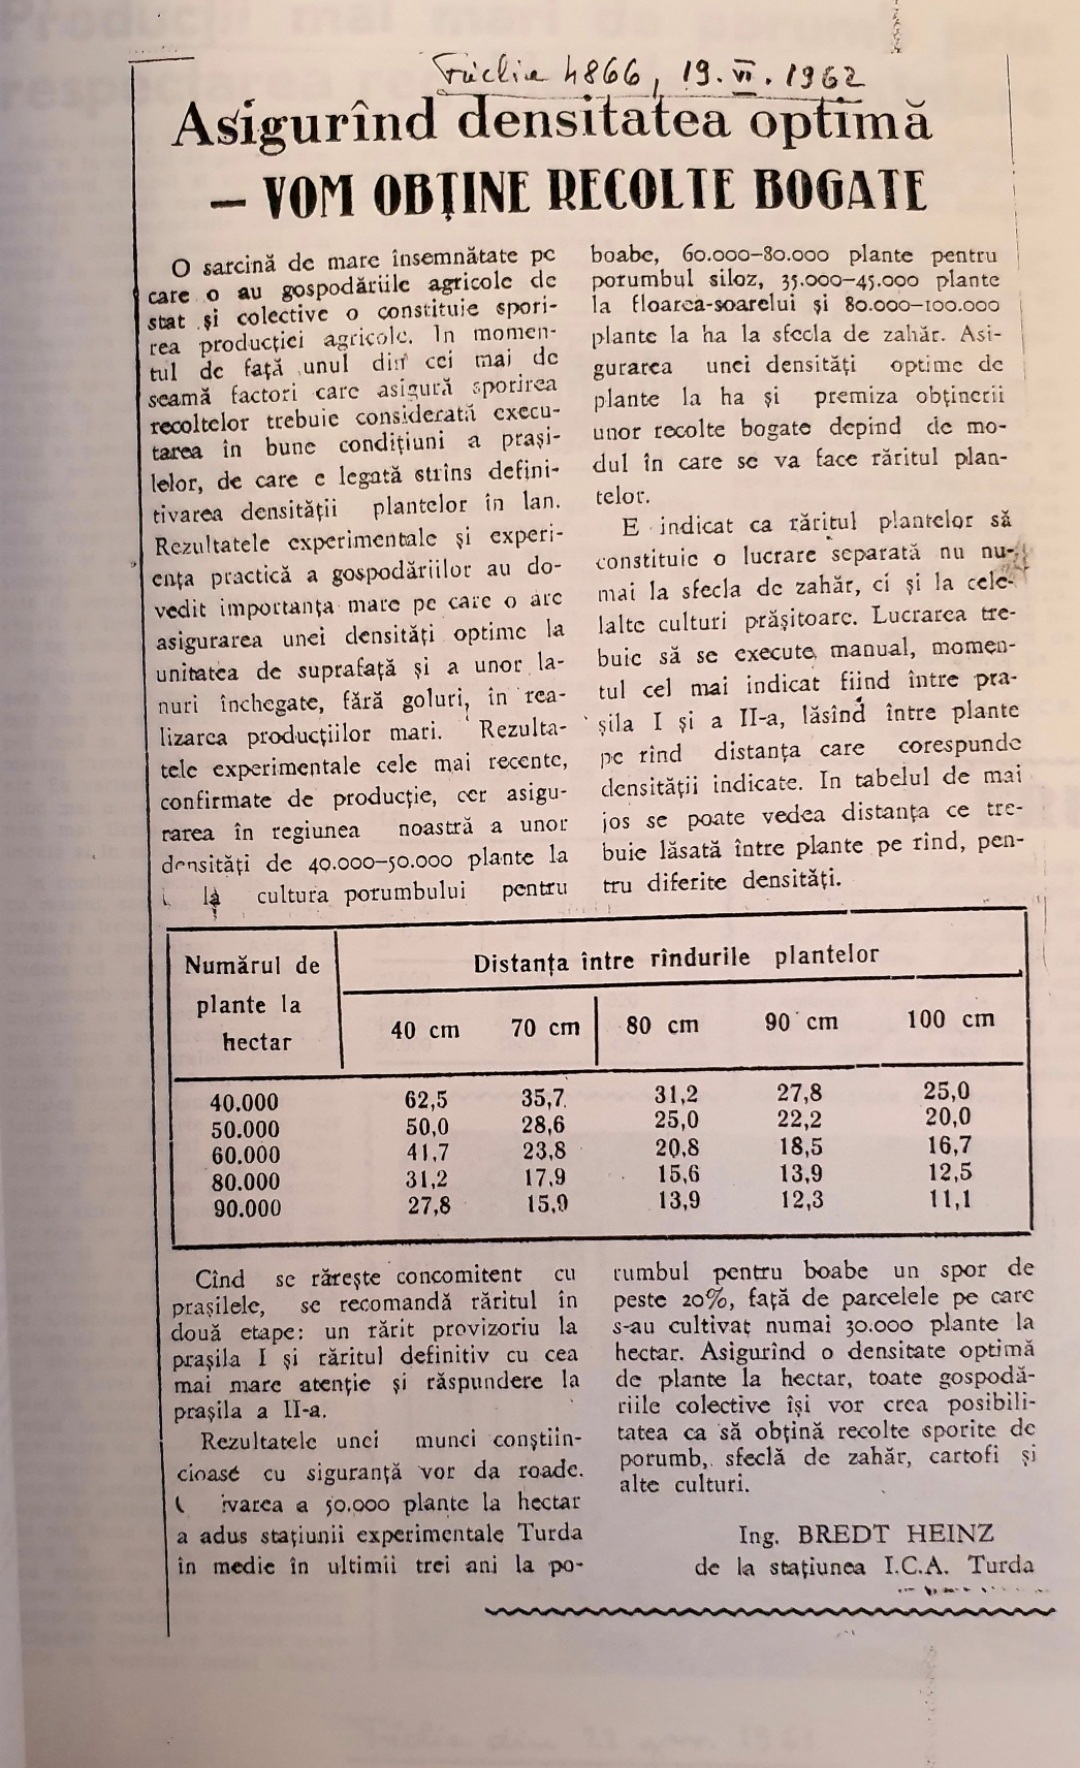 Făclia 4866, 19.VI.1962
Asigurînd densitatea optimă
— VOM OBȚINE RECOLTE BOGATE
O sarcină de mare însemnătate pe
care o au gospodăriile agricole de
stat și colective o constituie spori-
rea producției agricole. In momen-
tul de față unul din cei mai de
seamă factori care asigură sporirea
recoltelor trebuie considerată execu-
tarea în bune condițiuni a prași-
lelor, de care e legată strîns defini-
tivarea densității plantelor în lan.
Rezultatele experimentale și experi-
ența practică a gospodăriilor au do-
vedit importanța mare pe care o are
asigurarea unei densități optime la
unitatea de suprafață și a unor la-
nuri închegate, fără goluri, în rea-
lizarea producțiilor mari. Rezulta-
tele experimentale cele mai recente,
confirmate de producție, cer asigu-
rarea în regiunea noastră a unor
densități de 40.000—50.000 plante la
la cultura porumbului pentru
boabe, 60.000—80.000 plante pentru
porumbul siloz, 35.000—45.000 plante
la floarea-soarelui și 80.000—100.000
plante la ha la sfecla de zahăr. Asi-
gurarea unei densități optime de
plante la ha și premiza obținerii
unor recolte bogate depind de mo-
dul în care se va face răritul plan-
telor.
E indicat ca răritul plantelor să
constituie o lucrare separată nu nu-
mai la sfecla de zahăr, ci și la cele-
lalte culturi prășitoare. Lucrarea tre-
buie să se execute manual, momen-
tul cel mai indicat fiind între pra-
șila I și a II-a, lăsînd între plante
pe rînd distanța care corespunde
densității indicate. In tabelul de mai
jos se poate vedea distanța ce tre-
buie lăsată între plante pe rînd, pen-
tru diferite densități.
Numărul de
plante la
hectar
Distanța între rîndurile plantelor
40 cm 70 cm 80 cm 90 cm 100 cm
40.000 62,5 35,7 31,2 27,8 25,0
50.000 50,0 28,6 25,0 22,2 20,0
60.000 41,7 23,8 20,8 18,5 16,7
80.000 31,2 17,9 15,6 13,9 12,5
90.000 27,8 15,9 13,9 12,3 11,1
Cînd se rărește concomitent cu
prașilele, se recomandă răritul în
două etape: un rărit provizoriu la
prașila I și răritul definitiv cu cea
mai mare atenție și răspundere la
prașila a II-a.
Rezultatele unei munci conștiin-
cioase cu siguranță vor da roade.
ivarea a 50.000 plante la hectar
a adus stațiunii experimentale Turda
în medie în ultimii trei ani la po-
rumbul pentru boabe un spor de
peste 20%, față de parcelele pe care
s-au cultivat numai 30.000 plante la
hectar. Asigurînd o densitate optimă
de plante la hectar, toate gospodă-
riile colective își vor crea posibili-
tatea ca să obțină recolte sporite de
porumb, sfeclă de zahăr, cartofi și
alte culturi.
Ing. BREDT HEINZ
de la stațiunea I.C.A. Turda